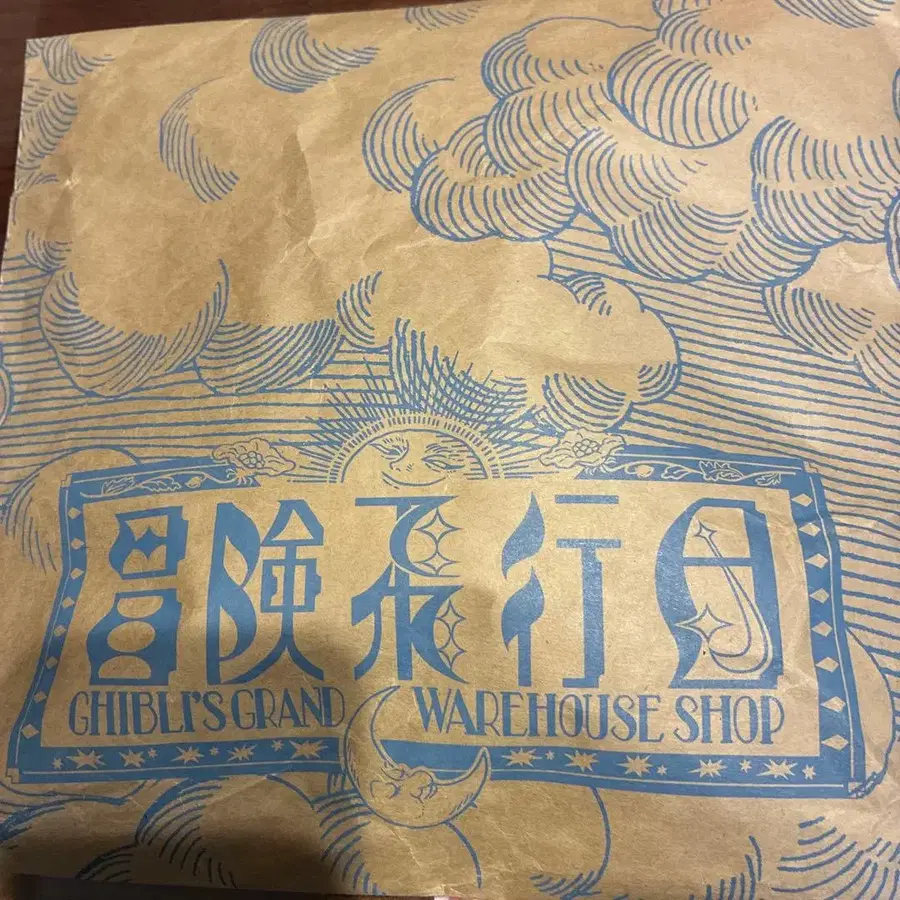 冒険飛行団
GHIBLI'S GRAND WAREHOUSE SHOP